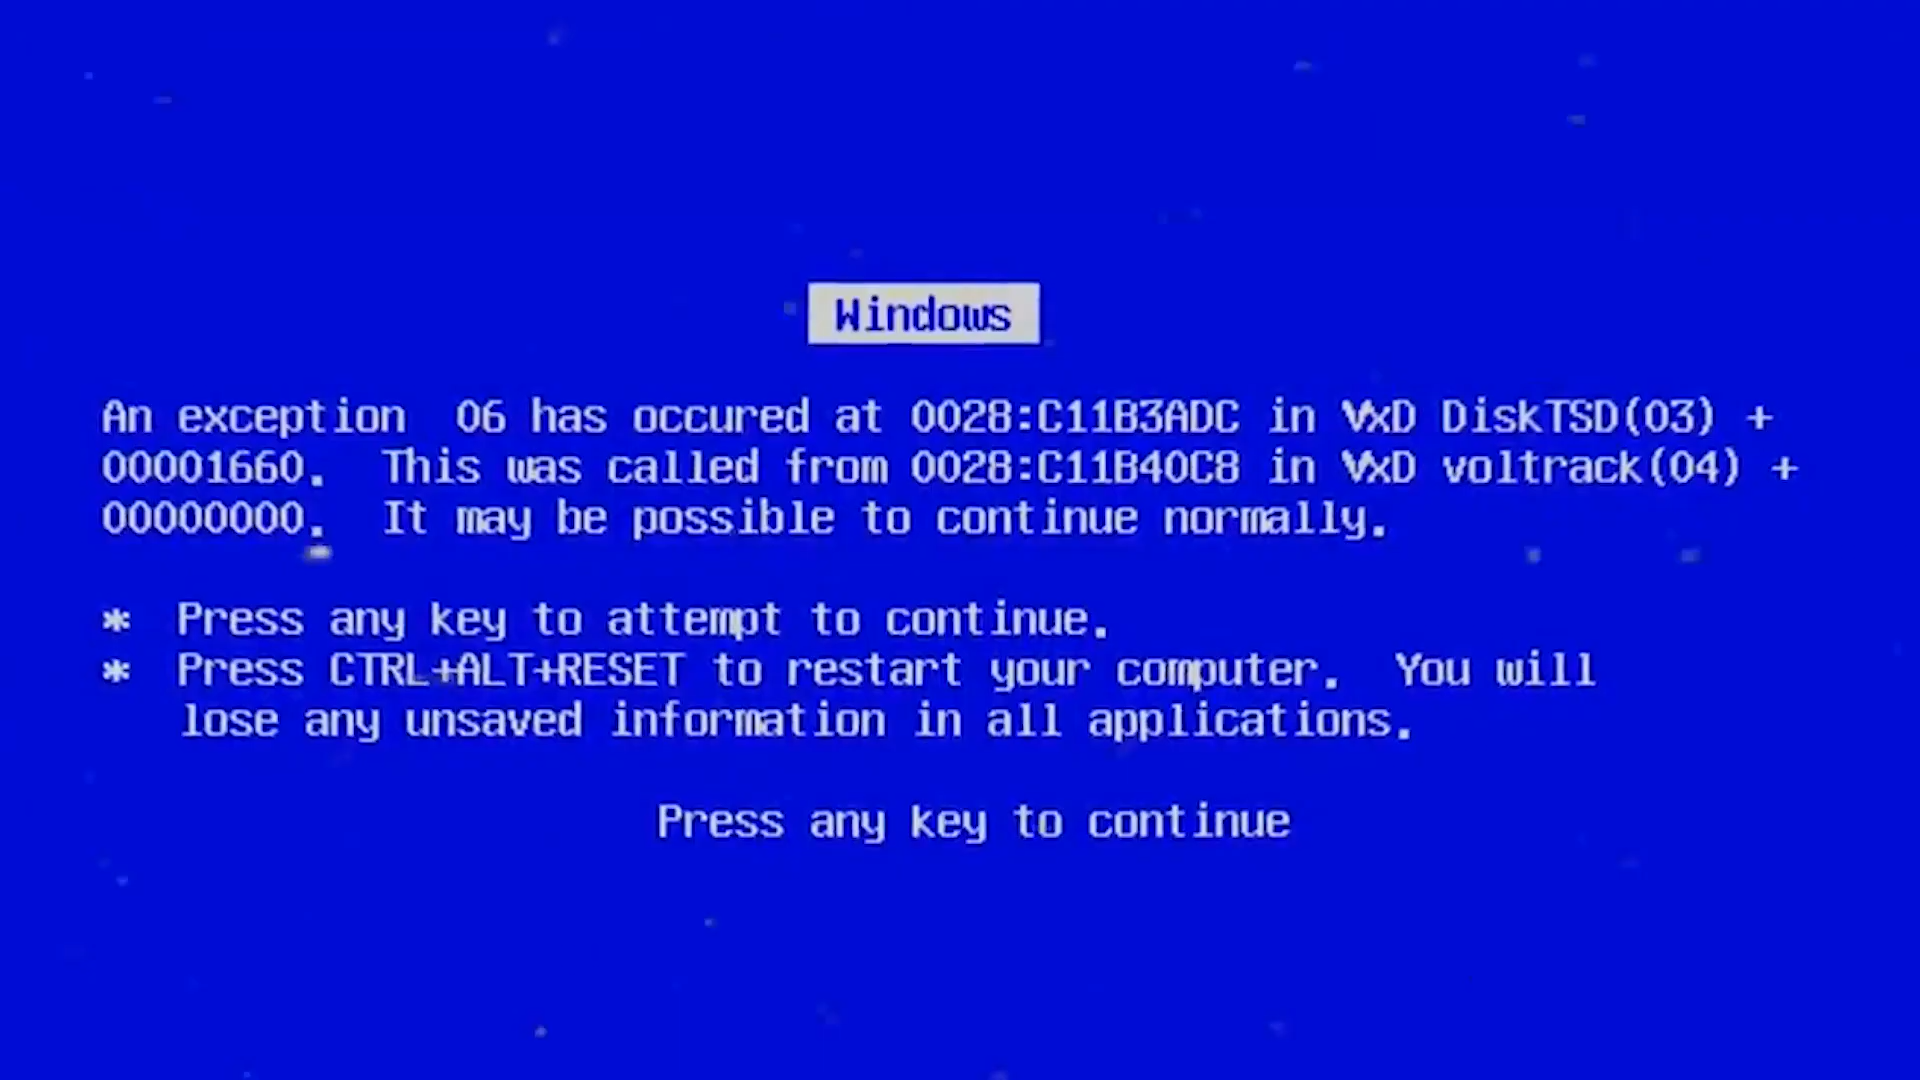 Windows
An exception  06 has occured at 0028:C11B3ADC in VxD DiskTSD(03) +
00001660.  This was called from 0028:C11B40C8 in VxD voltrack(04) +
00000000.  It may be possible to continue normally.
*  Press any key to attempt to continue.
*  Press CTRL+ALT+RESET to restart your computer.  You will
lose any unsaved information in all applications.
Press any key to continue